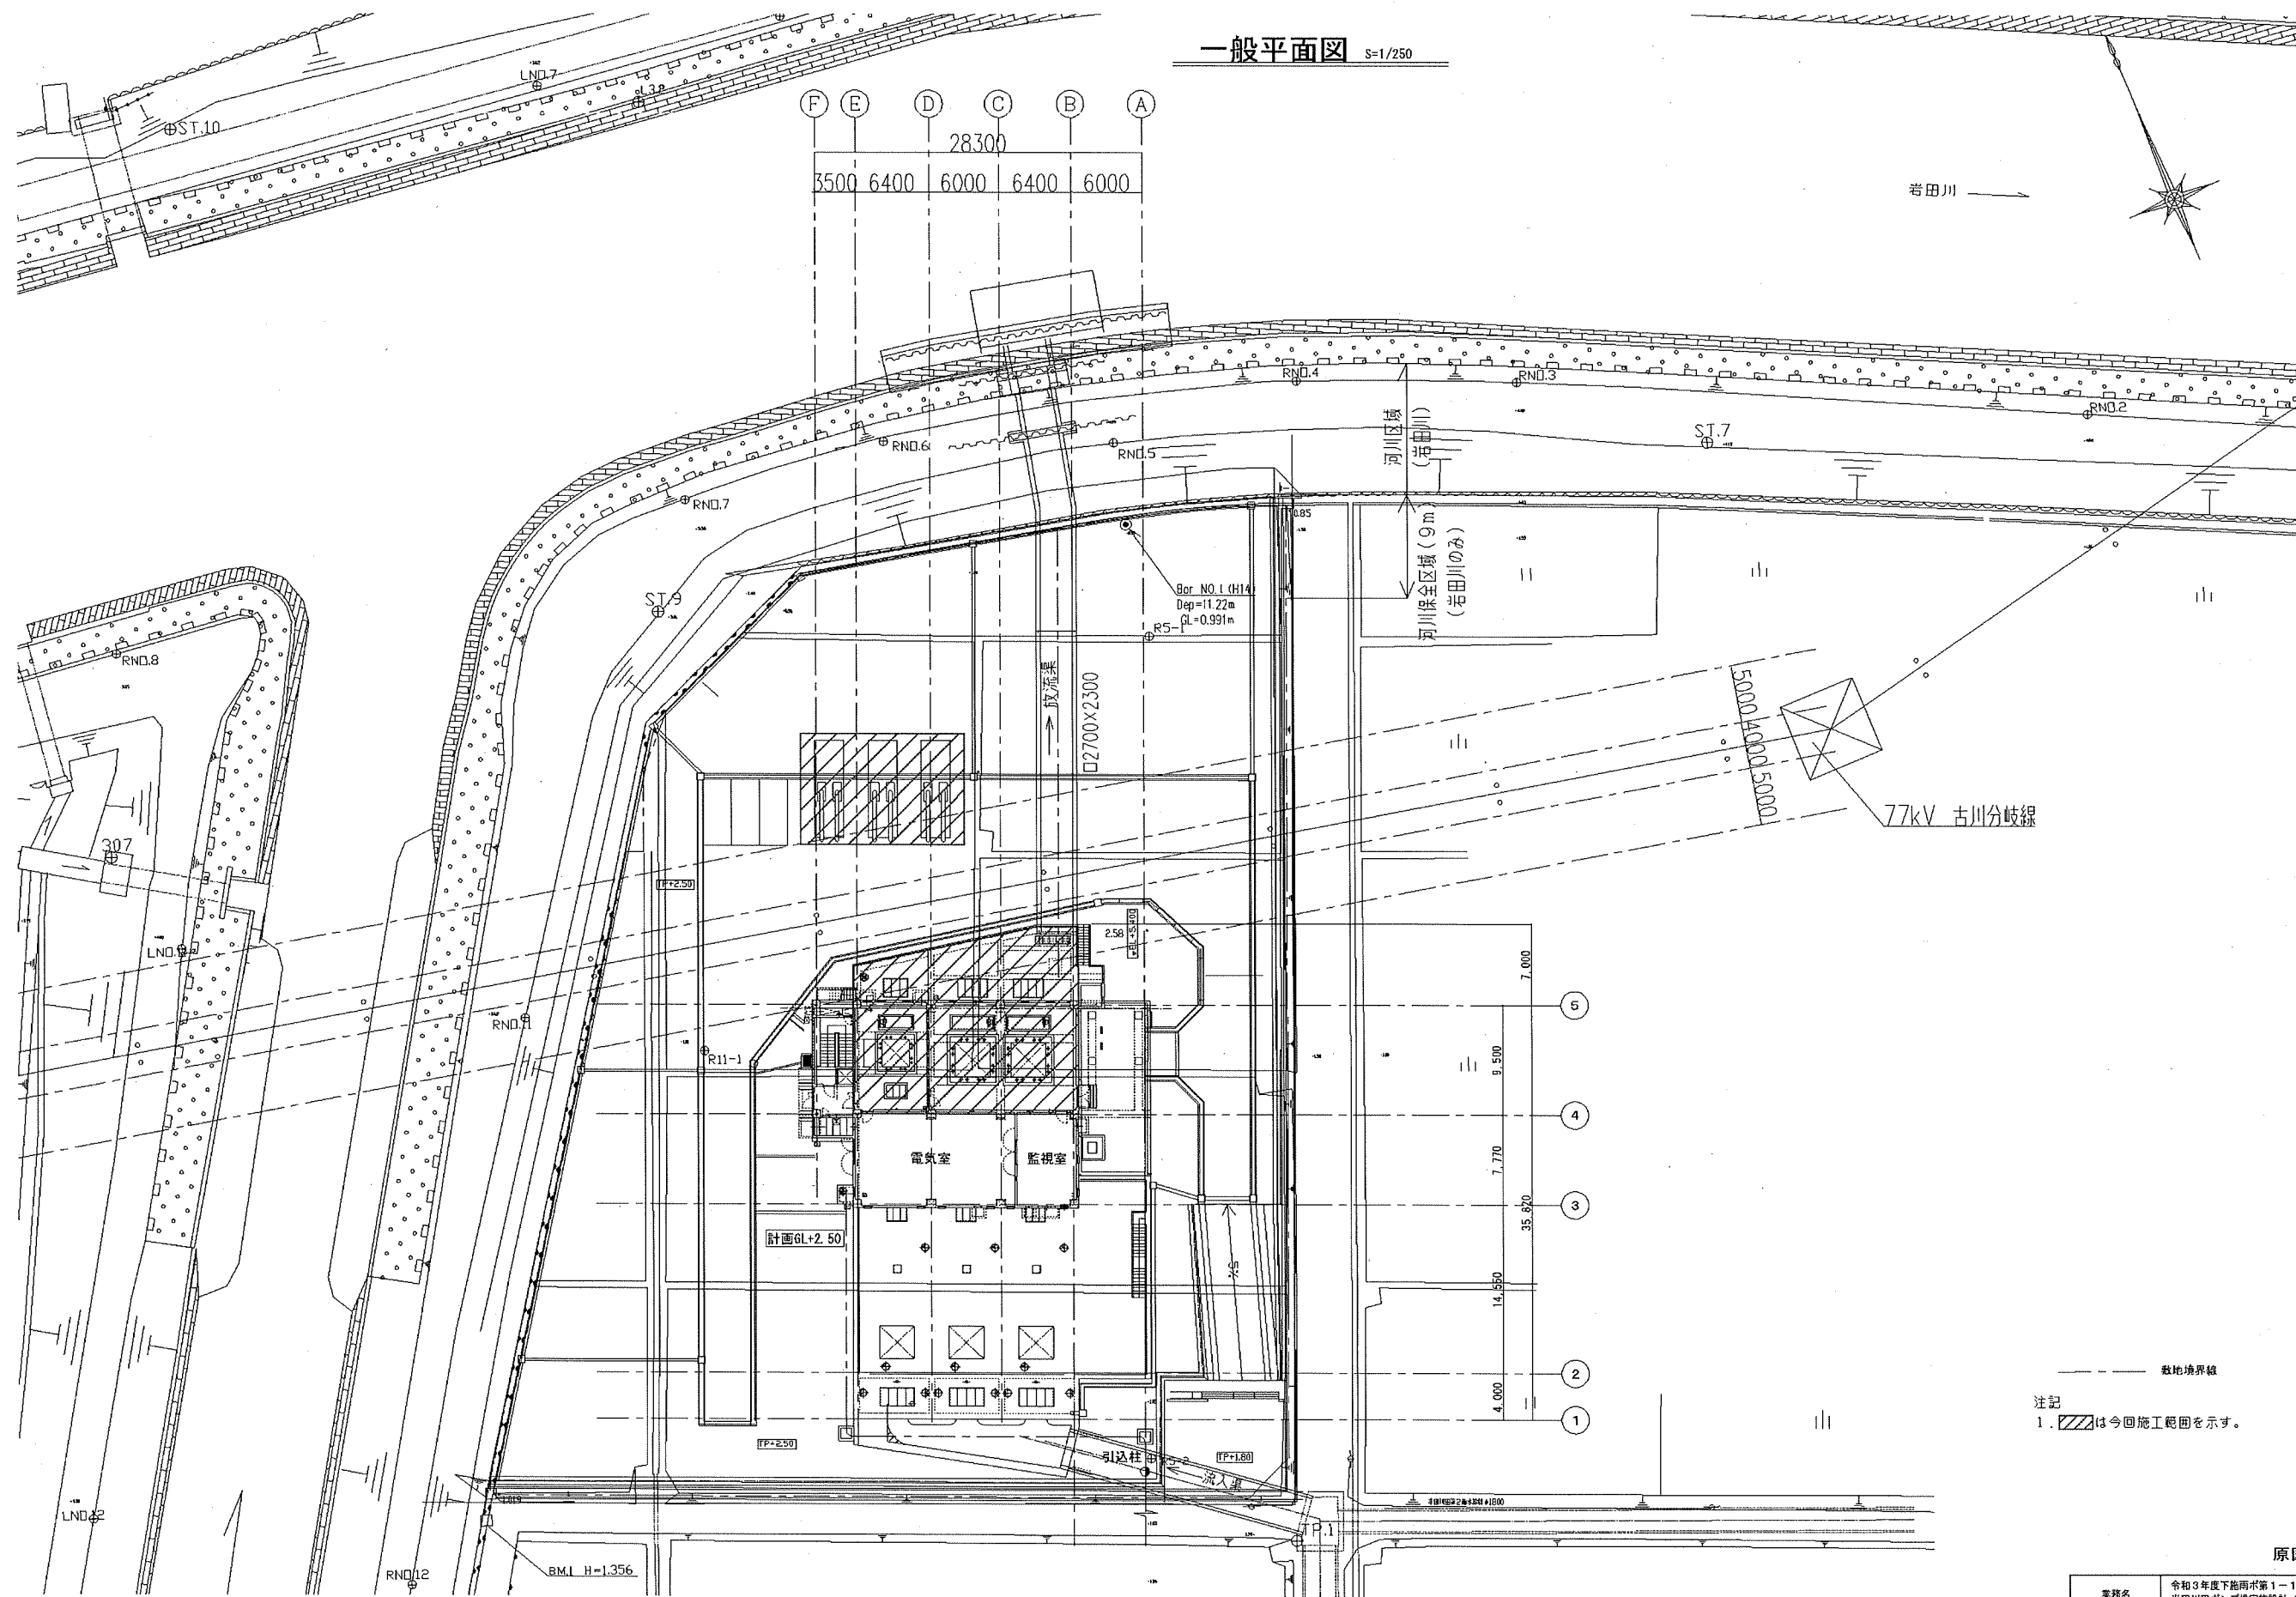 一般平面図 S=1/250
LNO.7
L3.P
ST.10
F E D C B A
28300
3500 6400 6000 6400 6000
岩田川
RNO.4
RNO.3
RNO.2
ST.7
RNO.6
RNO.5
RNO.7
河川区域
(岩田川)
河川保全区域(9m)
(岩田川のみ)
0.85
Bor NO.1 (H14
Dep=11.22m
GL=0.991m
R5-1
ST.9
RNO.8
放流渠
□2700×2300
5000 4000 5000
77kV 古川分岐線
307
TP+2.50
2.58
7,000
5
RNO.11
R11-1
9,500
4
電気室
監視室
7,770
3
35,820
計画GL+2.50
5%
14,550
2
4,000
1
敷地境界線
注記
1.は今回施工範囲を示す。
TP+2.50
引込柱
TP+1.80
流入渠
LNO.12
TP.1
BM.1 H=1.356
RNO.12
業務名
令和3年度下施雨ポ第1-1